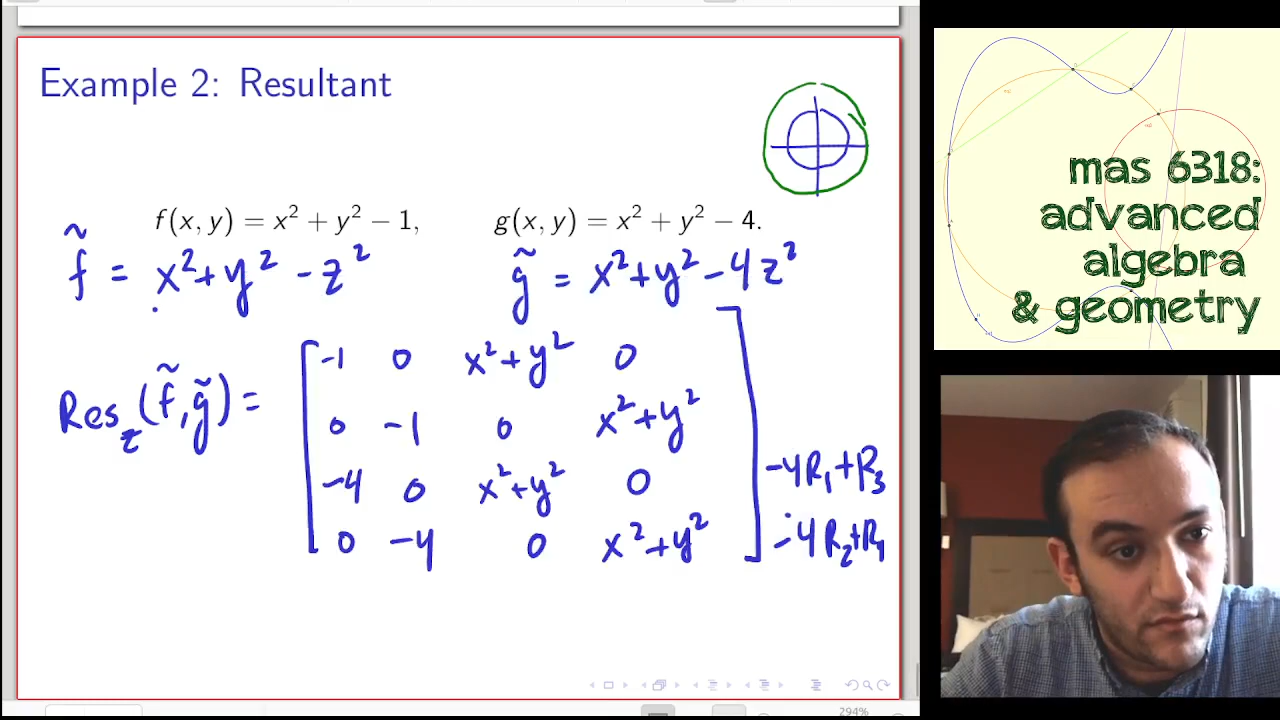 Example 2: Resultant
f(x, y) = x² + y² − 1, g(x, y) = x² + y² − 4.
f̃ = x² + y² − z² g̃ = x² + y² − 4z²
Res_z(f̃, g̃) =
-1 0 x²+y² 0
0 -1 0 x²+y²
-4 0 x²+y² 0
0 -4 0 x²+y²
-4R₁+R₃
-4R₂+R₄
294%
mas 6318:
advanced
algebra
& geometry